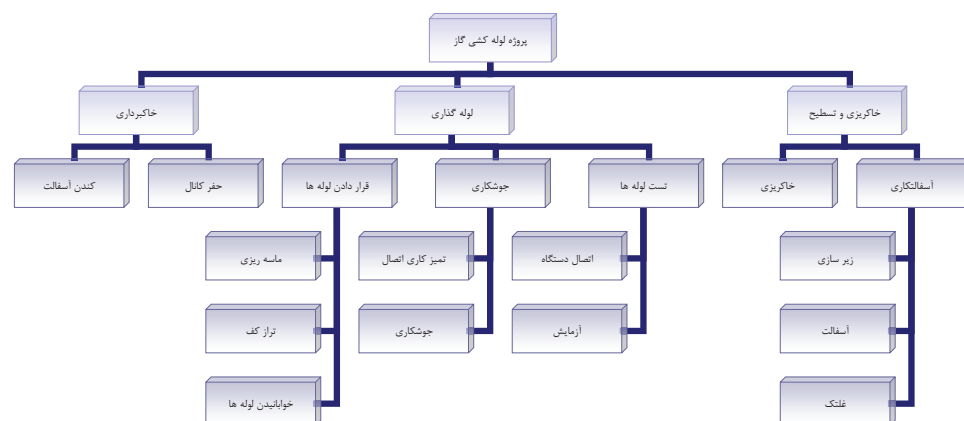 پروژه لوله کشی گاز
خاکبرداری
لوله گذاری
خاکریزی و تسطیح
کندن آسفالت
حفر کانال
قرار دادن لوله ها
جوشکاری
تست لوله ها
خاکریزی
آسفالتکاری
ماسه ریزی
تمیز کاری اتصال
اتصال دستگاه
زیر سازی
تراز کف
جوشکاری
آزمایش
آسفالت
خوابانیدن لوله ها
غلتک